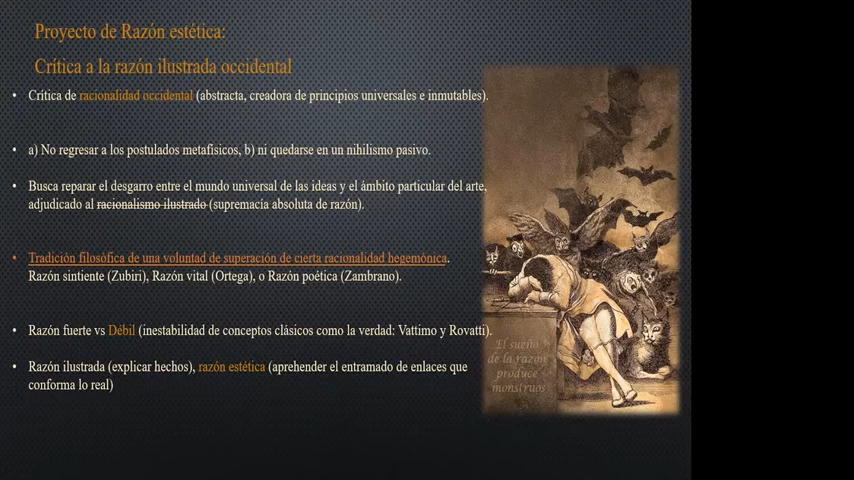 Proyecto de Razón estética:
Crítica a la razón ilustrada occidental
• Crítica de racionalidad occidental (abstracta, creadora de principios universales e inmutables).
• a) No regresar a los postulados metafísicos, b) ni quedarse en un nihilismo pasivo.
• Busca reparar el desgarro entre el mundo universal de las ideas y el ámbito particular del arte,
adjudicado al racionalismo ilustrado (supremacía absoluta de razón).
• Tradición filosófica de una voluntad de superación de cierta racionalidad hegemónica.
Razón sintiente (Zubiri), Razón vital (Ortega), o Razón poética (Zambrano).
• Razón fuerte vs Débil (inestabilidad de conceptos clásicos como la verdad: Vattimo y Rovatti).
• Razón ilustrada (explicar hechos), razón estética (aprehender el entramado de enlaces que
conforma lo real)
El sueño
de la razon
produce
monstruos